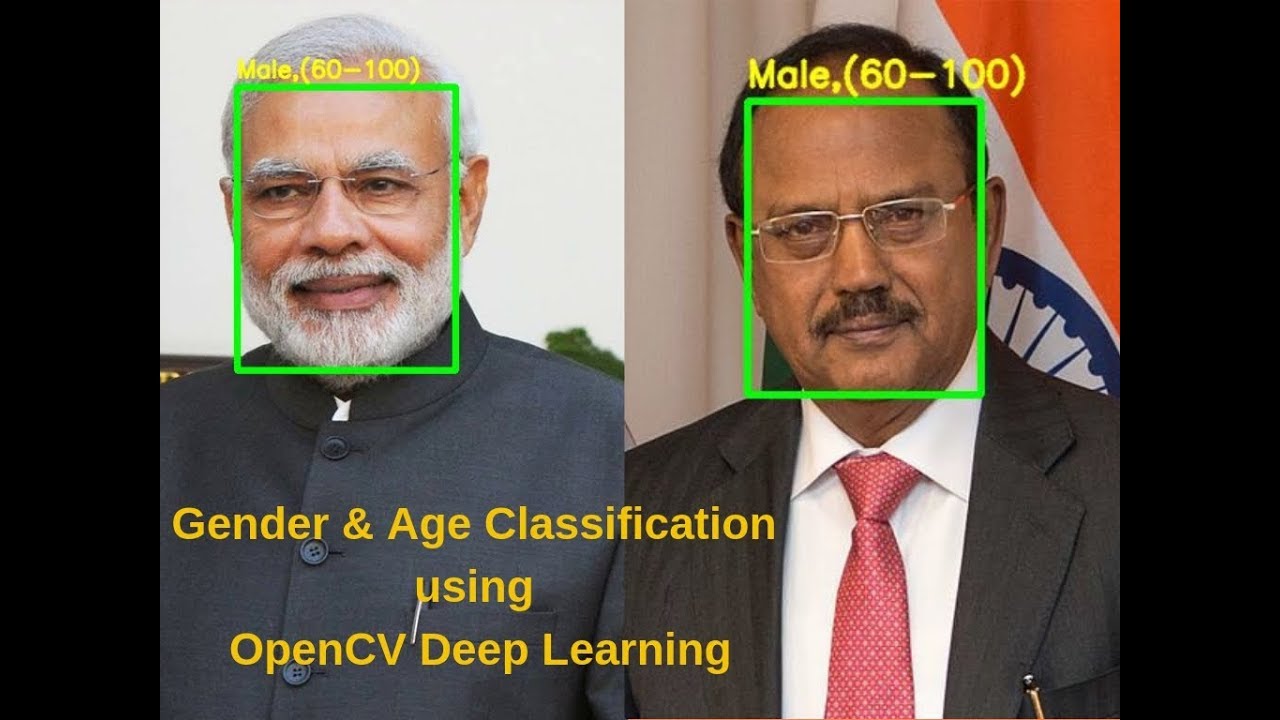 Male,(60-100)
Male,(60-100)
Gender & Age Classification
using
OpenCV Deep Learning